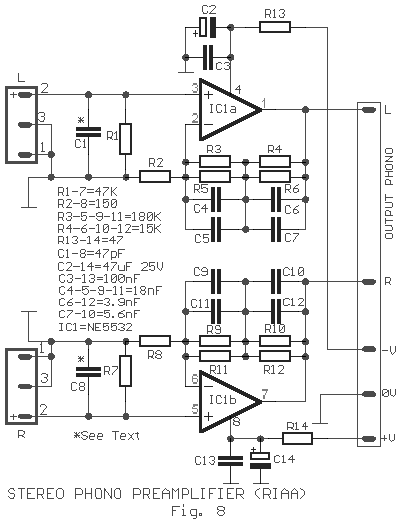 C2
R13
+
C3
L
4
+ 2
3
+
1
L
IC1a
3
*
C1
R1
2
-
1
R2
R3
R4
R5
R6
C4
C6
C5
C7
OUTPUT PHONO
R1-7=47K
R2-8=150
R3-5-9-11=180K
R4-6-10-12=15K
R13-14=47
C1-8=47pF
C2-14=47uF 25V
C3-13=100nF
C4-5-9-11=18nF
C6-12=3.9nF
C7-10=5.6nF
IC1=NE5532
C9
C10
R
C11
C12
R9
R10
1
R8
-V
*
R7
R11
R12
3
C8
6
-
IC1b
7
0V
+ 2
5
+
8
R
*See Text
R14
+V
C13
+
C14
STEREO PHONO PREAMPLIFIER (RIAA)
Fig. 8